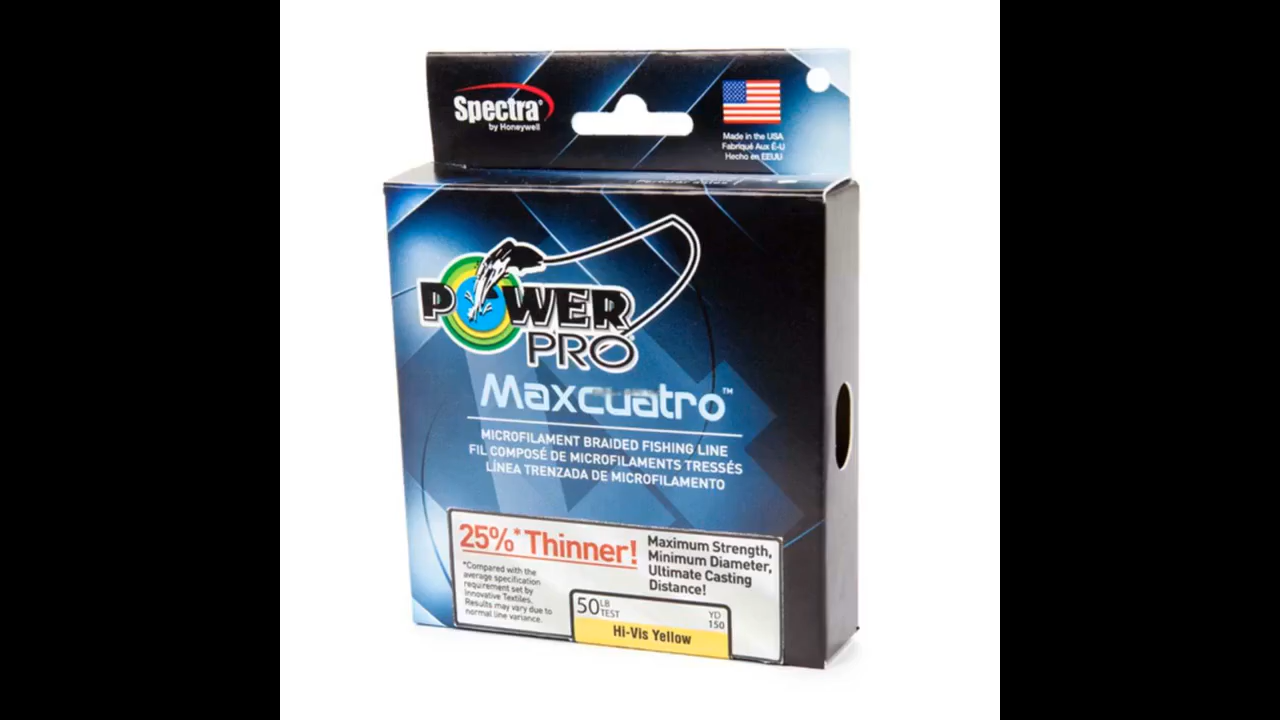 Spectra®
by Honeywell
Made in the USA
Fabriqué Aux É-U
Hecho en EEUU
POWER
PRO
Maxcuatro™
MICROFILAMENT BRAIDED FISHING LINE
FIL COMPOSÉ DE MICROFILAMENTS TRESSÉS
LÍNEA TRENZADA DE MICROFILAMENTO
25%* Thinner!
*Compared with the
average specification
requirement set by
Innovative Textiles.
Results may vary due to
normal line variance.
Maximum Strength,
Minimum Diameter,
Ultimate Casting
Distance!
50 LB
TEST
YD
150
Hi-Vis Yellow